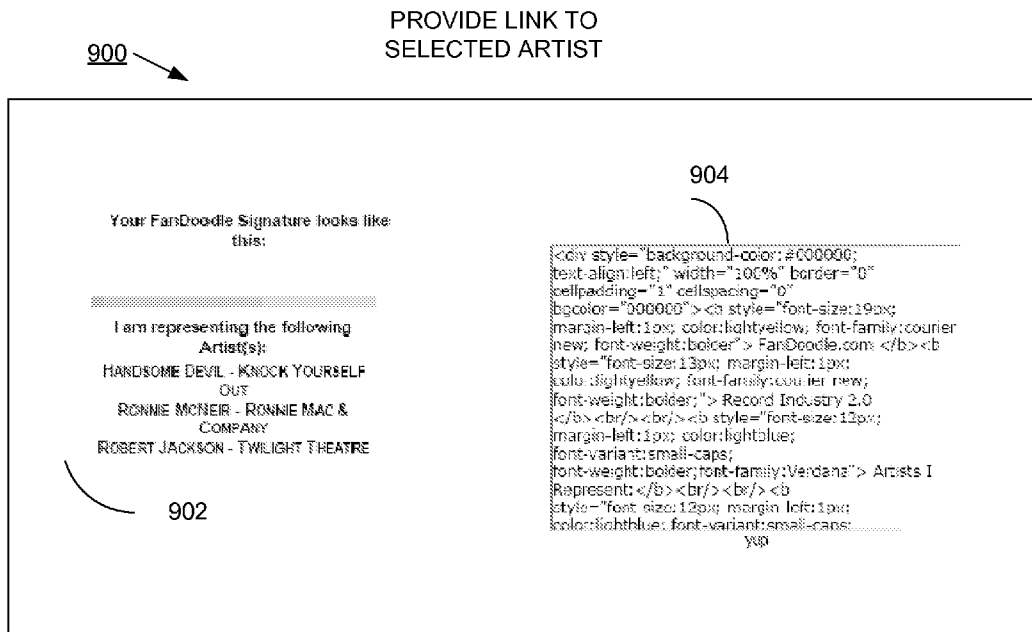 PROVIDE LINK TO
SELECTED ARTIST
900
904
Your FanDoodle Signature looks like
this:
I am representing the following
Artist(s):
HANDSOME DEVIL - KNOCK YOURSELF
OUT
RONNIE MCNEIR - RONNIE MAC &
COMPANY
ROBERT JACKSON - TWILIGHT THEATRE
902
<div style="background-color: #000000;
text-align:left;" width="100%" border="0"
cellpadding="1" cellspacing="0"
bgcolor="000000"><b style="font-size:19px;
margin-left:1px; color:lightyellow; font-family:courier
new; font-weight:bolder"> FanDoodle.com </b><b
style="font-size:13px; margin-left:1px;
color:lightyellow; font-family:courier new;
font-weight:bolder;"> Record Industry 2.0
</b><br/><br/><b style="font-size:12px;
margin-left:1px; color:lightblue;
font-variant:small-caps;
font-weight:bolder;font-family:Verdana"> Artists I
Represent:</b><br/><br/><b
style="font-size:12px; margin-left:1px;
color:lightblue; font-variant:small-caps;
yup